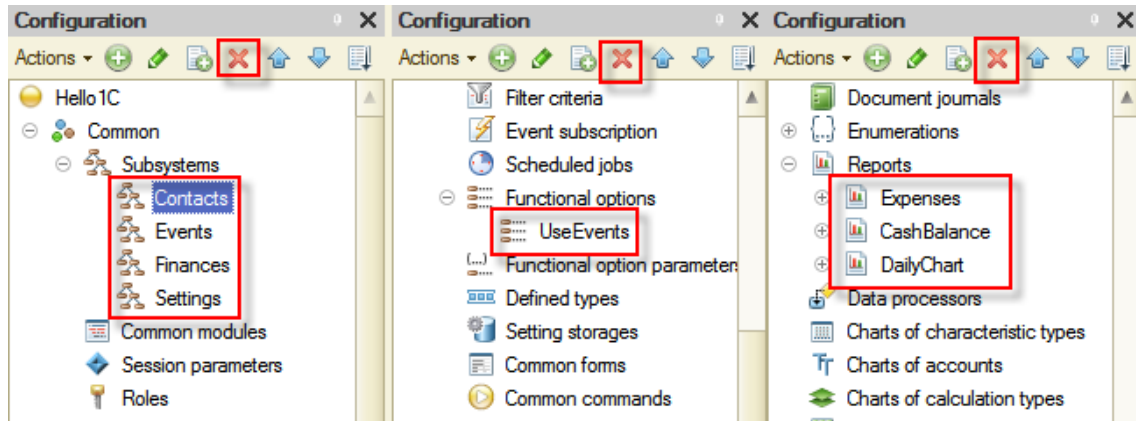 Configuration
Actions
Hello1C
Common
Subsystems
Contacts
Events
Finances
Settings
Common modules
Session parameters
Roles
Configuration
Actions
Filter criteria
Event subscription
Scheduled jobs
Functional options
UseEvents
Functional option parameter
Defined types
Setting storages
Common forms
Common commands
Configuration
Actions
Document journals
Enumerations
Reports
Expenses
CashBalance
DailyChart
Data processors
Charts of characteristic types
Charts of accounts
Charts of calculation types